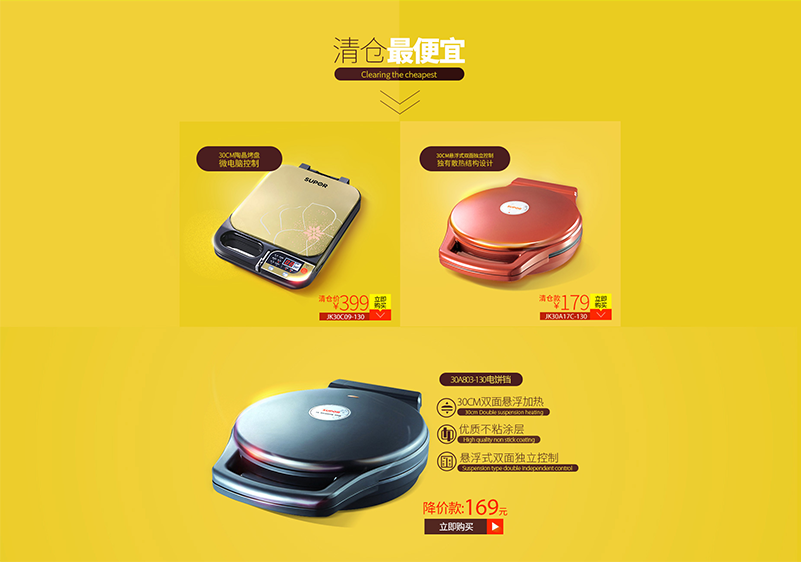 清仓最便宜
Clearing the cheapest
30CM陶晶烤盘
微电脑控制
SUPOR
清仓价
¥399
立即
购买
JK30C09-130
30CM悬浮式双面独立控制
独有散热结构设计
SUPOR
清仓款
¥179
立即
购买
JK30A17C-130
SUPOR
30A803-130电饼铛
30CM双面悬浮加热
30cm Double suspension heating
优质不粘涂层
High quality non stick coating
悬浮式双面独立控制
Suspension type double independent control
降价款:169元
立即购买